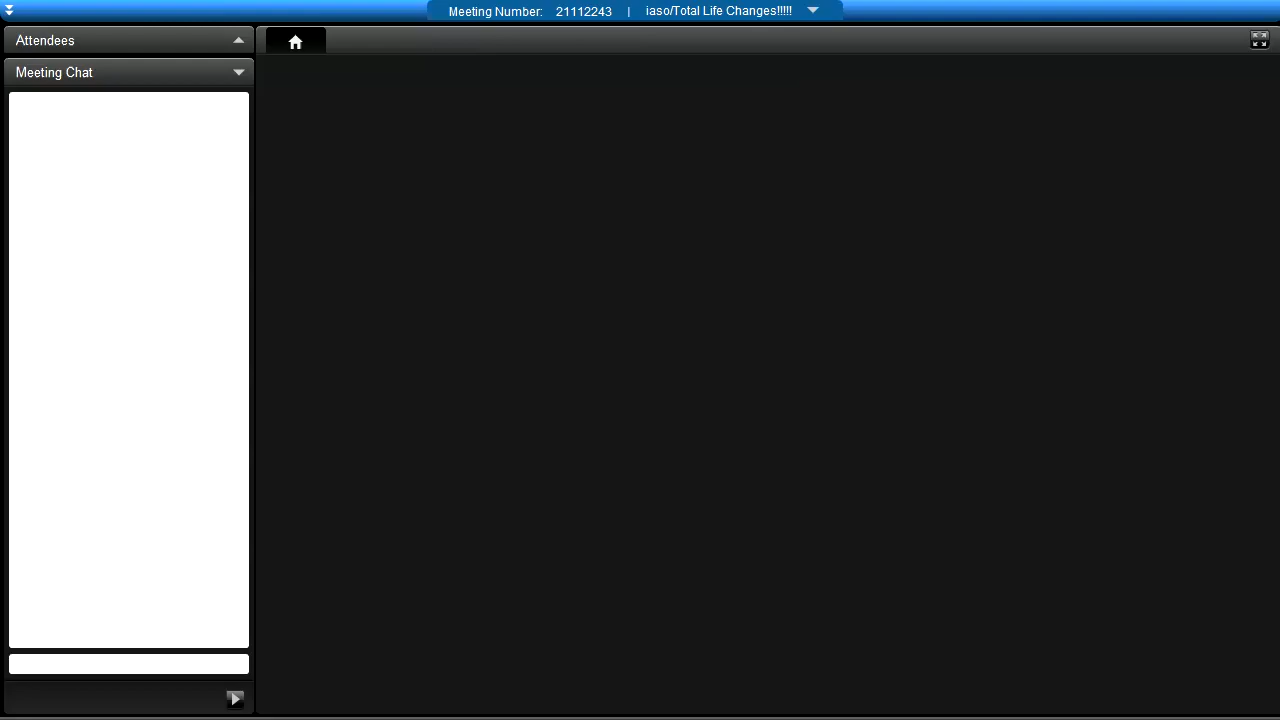 Meeting Number: 21112243 | iaso/Total Life Changes!!!!!
Attendees
Meeting Chat